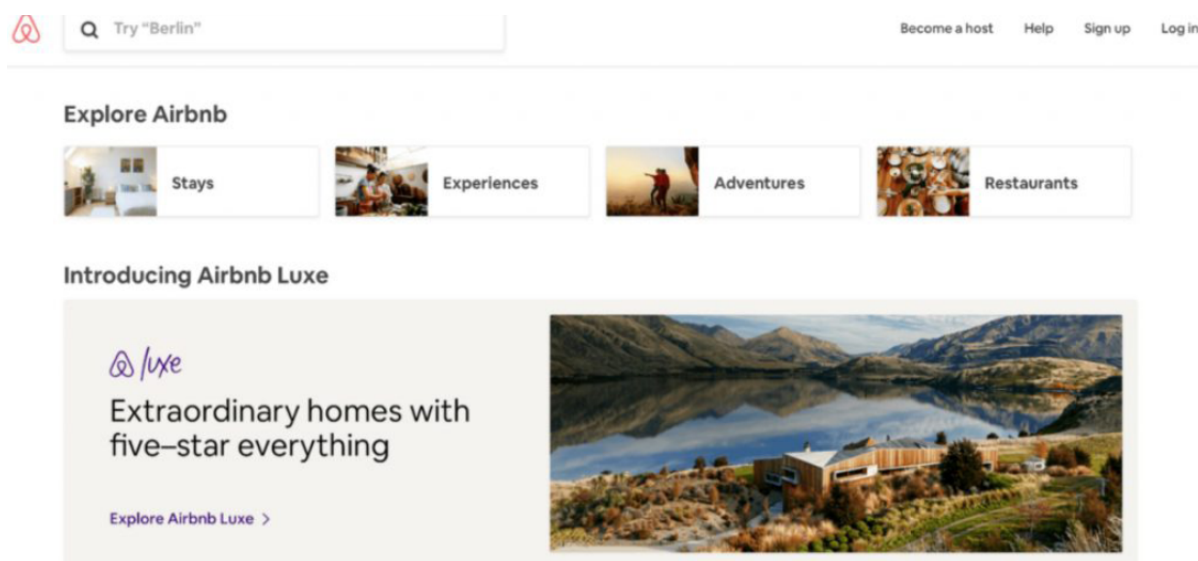 Try “Berlin”
Become a host Help Sign up Log in
Explore Airbnb
Stays
Experiences
Adventures
Restaurants
Introducing Airbnb Luxe
luxe
Extraordinary homes with
five–star everything
Explore Airbnb Luxe >